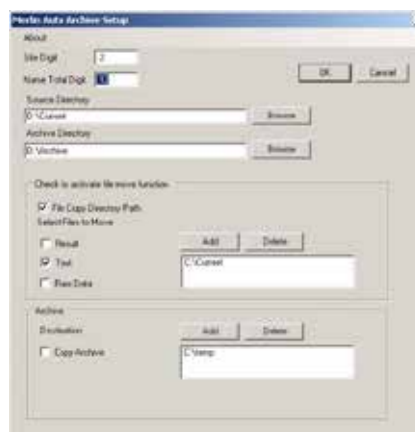 Merlin Auto Archive Setup
About
Site Digit 2
Name Total Digit
OK Cancel
Source Directory
D:\Current Browse
Archive Directory
D:\Archive Browse
Check to activate file move function
File Copy Directory Path
Select Files to Move
Result Add Delete
Text C:\Current
Raw Data
Archive
Destination Add Delete
Copy Archive C:\temp